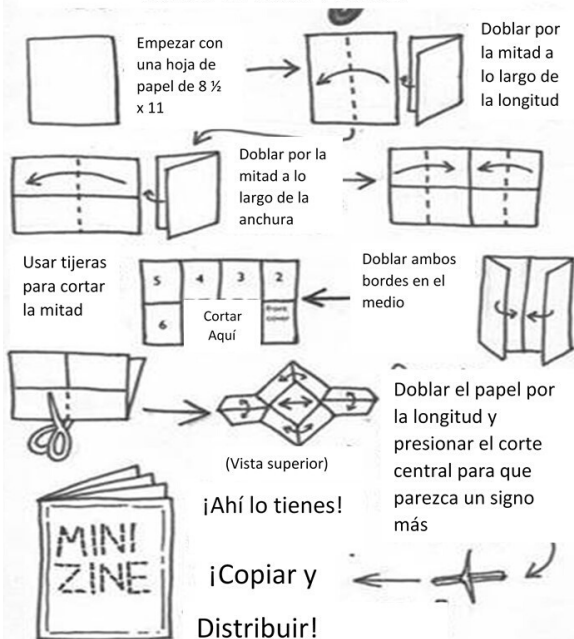 Empezar con
una hoja de
papel de 8 ½
x 11
Doblar por
la mitad a
lo largo de
la longitud
Doblar por la
mitad a lo
largo de la
anchura
Usar tijeras
para cortar
la mitad
5 4 3 2
6
Cortar
Aquí
front
cover
Doblar ambos
bordes en el
medio
(Vista superior)
Doblar el papel por
la longitud y
presionar el corte
central para que
parezca un signo
más
¡Ahí lo tienes!
MINI
ZINE
¡Copiar y
Distribuir!